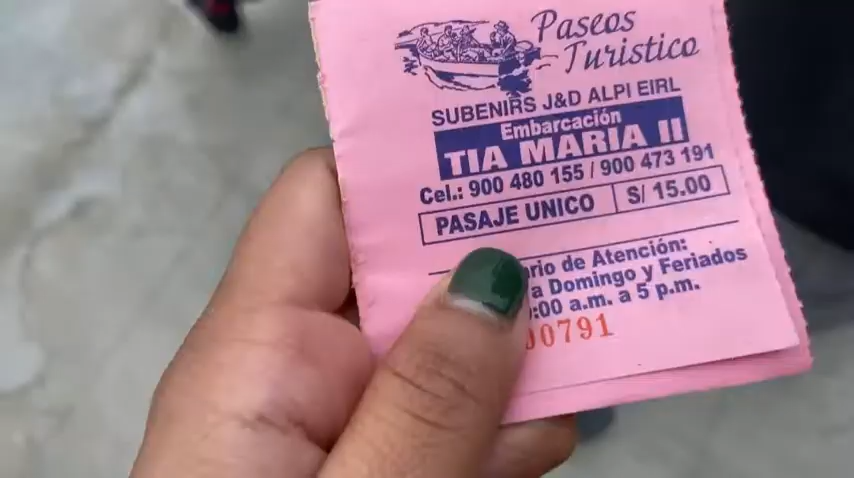 Paseos
Turistico
SUBENIRS J&D ALPI EIRL
Embarcación
TIA MARIA II
Cel.: 900 480 155 / 900 473 191
PASAJE UNICO S/ 15.00
rio de Atención:
a Domingo y Feriados
:00 a.m. a 5 p.m.
00791